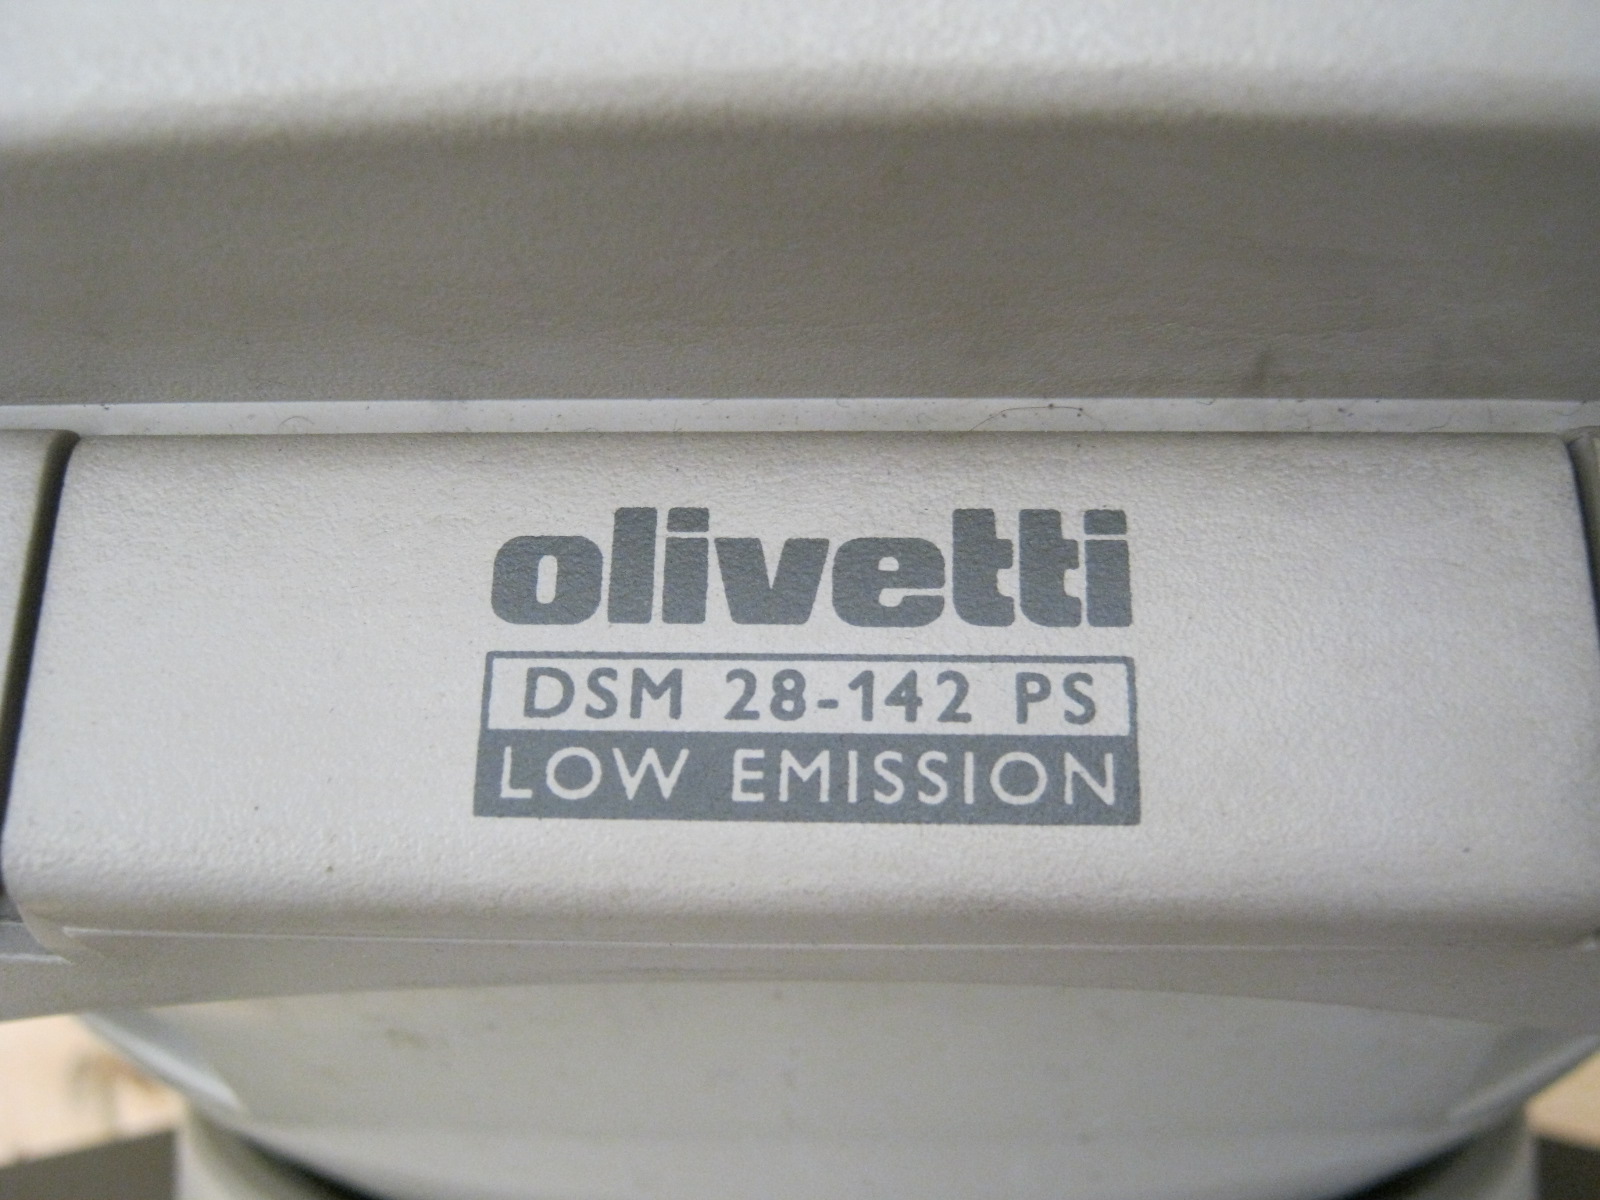 olivetti
DSM 28-142 PS
LOW EMISSION